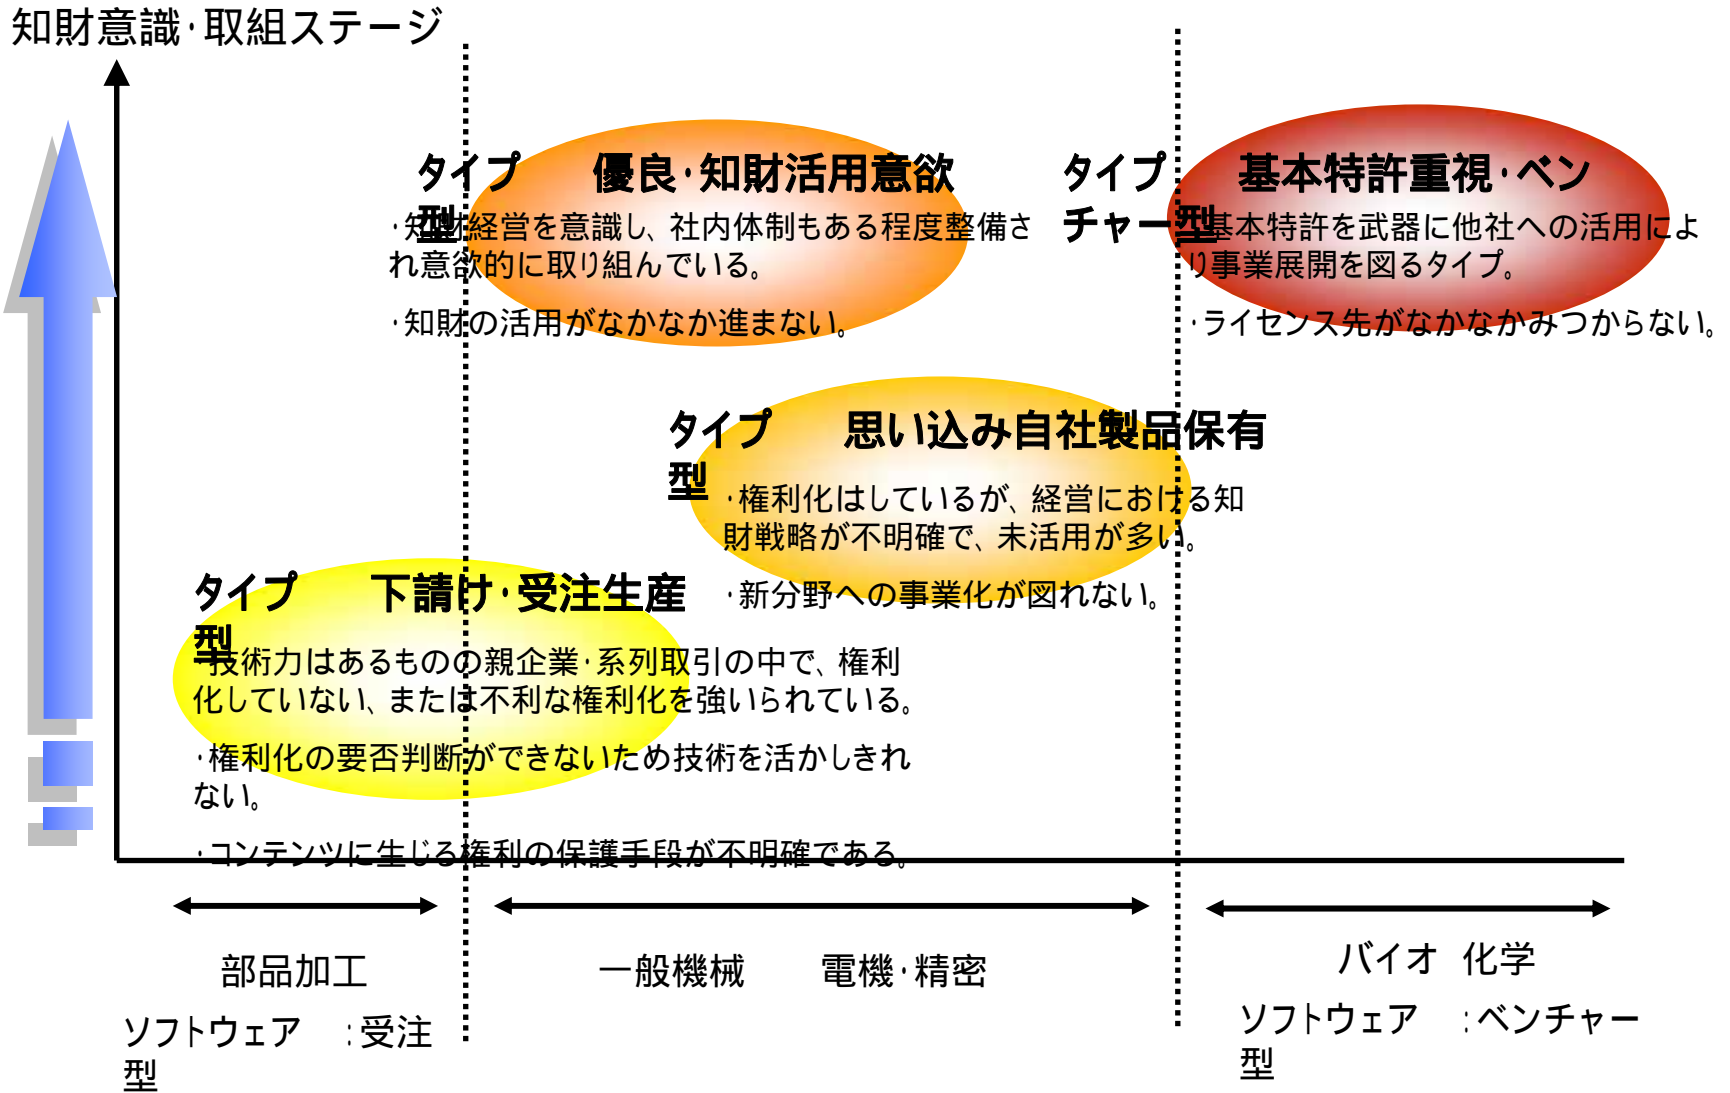 知財意識・取組ステージ
タイプ　優良・知財活用意欲
型
・知財経営を意識し、社内体制もある程度整備さ
れ意欲的に取り組んでいる。
・知財の活用がなかなか進まない。
タイプ　基本特許重視・ベン
チャー型
・基本特許を武器に他社への活用によ
り事業展開を図るタイプ。
・ライセンス先がなかなかみつからない。
タイプ　思い込み自社製品保有
型
・権利化はしているが、経営における知
財戦略が不明確で、未活用が多い。
・新分野への事業化が図れない。
タイプ　下請け・受注生産
型
・技術力はあるものの親企業・系列取引の中で、権利
化していない、または不利な権利化を強いられている。
・権利化の要否判断ができないため技術を活かしきれ
ない。
・コンテンツに生じる権利の保護手段が不明確である。
部品加工
ソフトウェア　：受注
型
一般機械　電機・精密
バイオ　化学
ソフトウェア　：ベンチャー
型